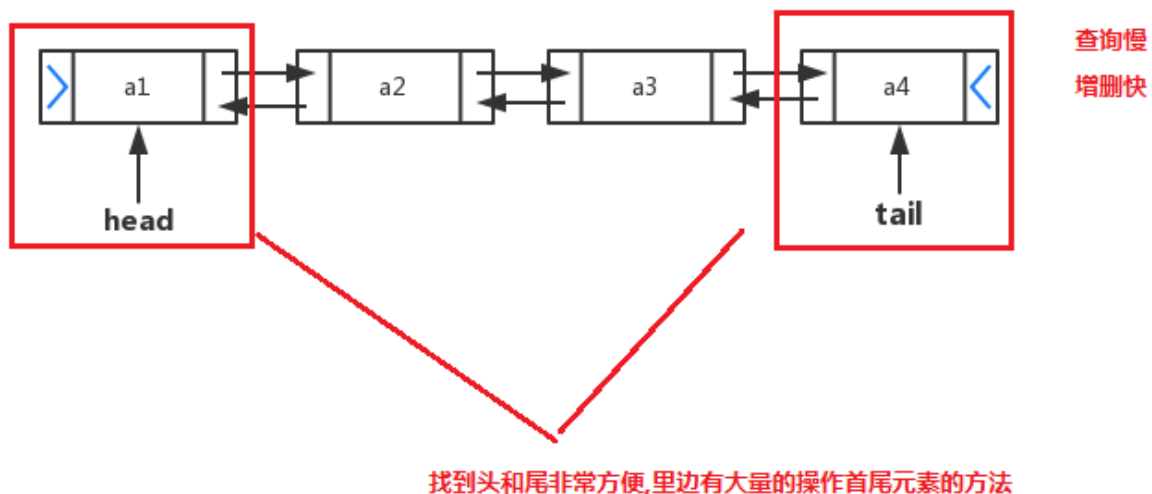 查询慢
增删快
a1
a2
a3
a4
head
tail
找到头和尾非常方便,里边有大量的操作首尾元素的方法